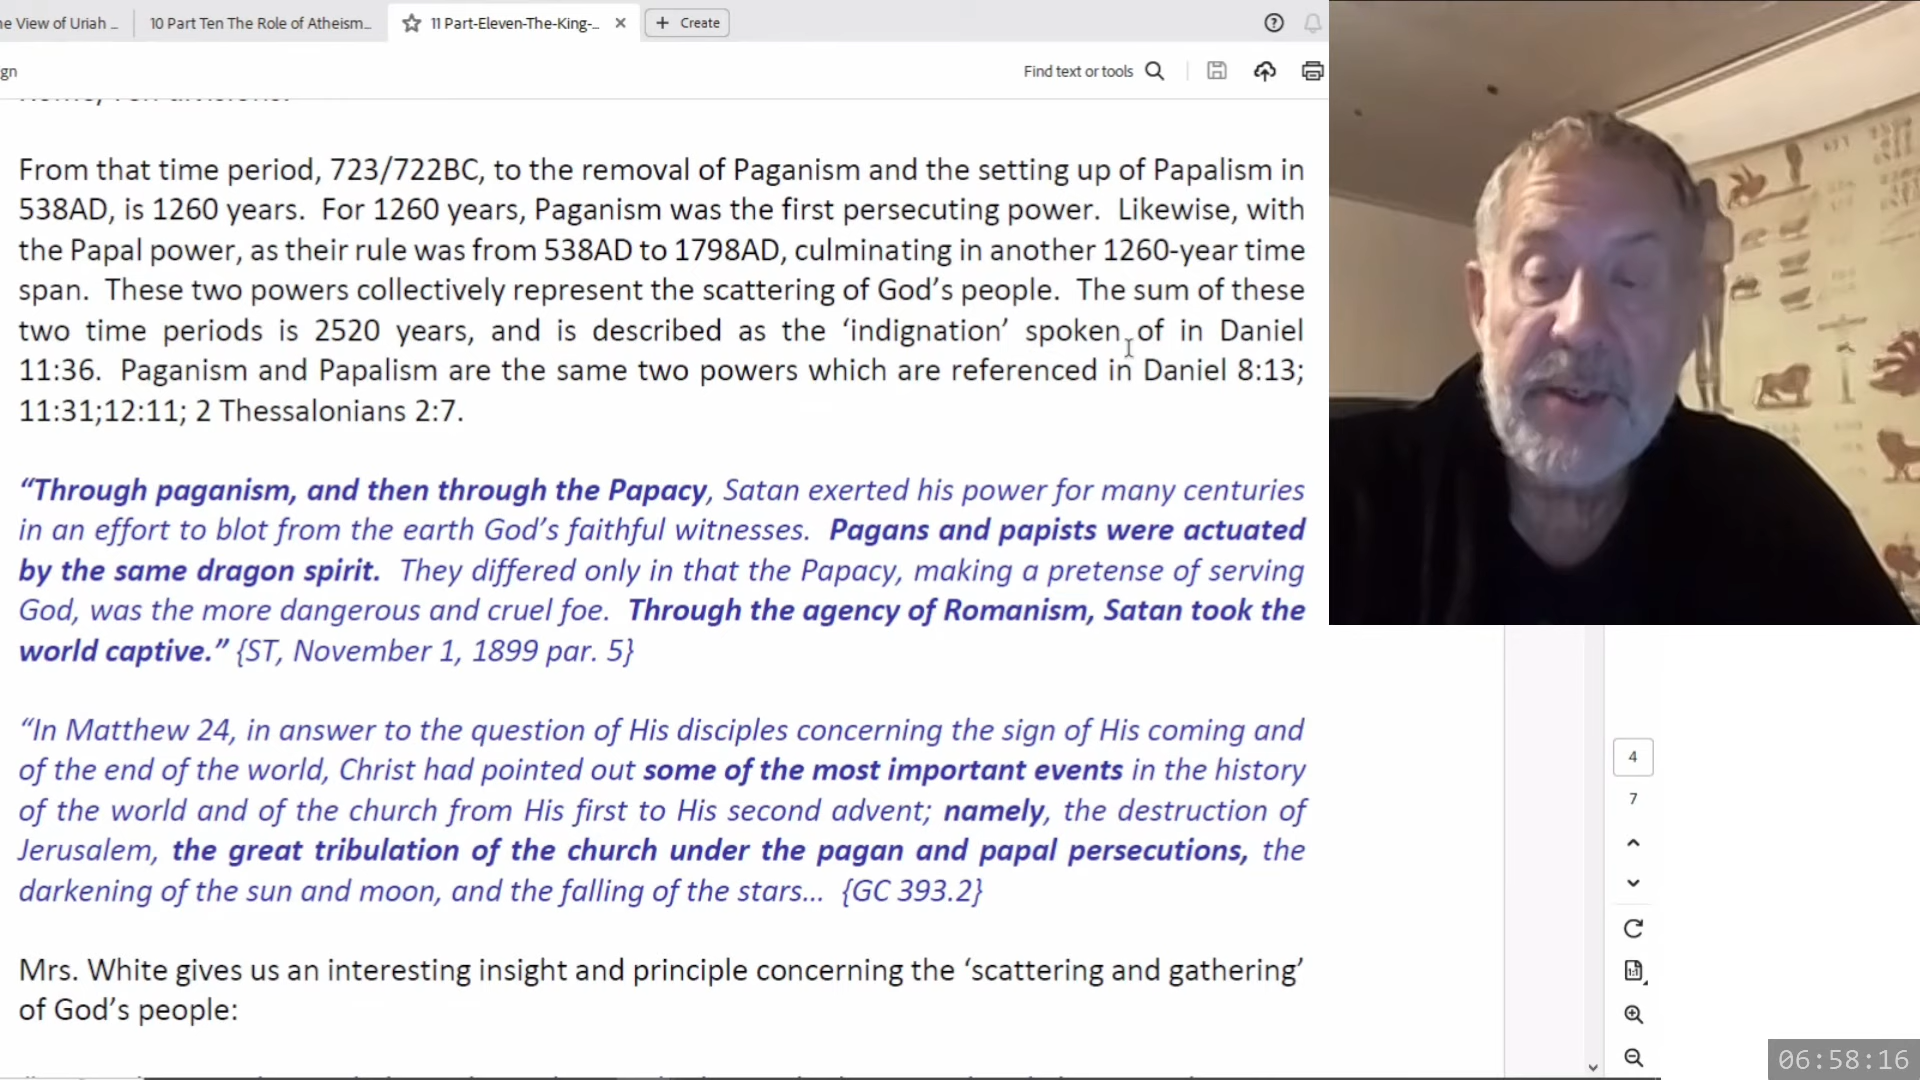 ne View of Uriah ...
10 Part Ten The Role of Atheism...
11 Part-Eleven-The-King-...
Create
gn
Find text or tools
From that time period, 723/722BC, to the removal of Paganism and the setting up of Papalism in
538AD, is 1260 years. For 1260 years, Paganism was the first persecuting power. Likewise, with
the Papal power, as their rule was from 538AD to 1798AD, culminating in another 1260-year time
span. These two powers collectively represent the scattering of God’s people. The sum of these
two time periods is 2520 years, and is described as the ‘indignation’ spoken of in Daniel
11:36. Paganism and Papalism are the same two powers which are referenced in Daniel 8:13;
11:31;12:11; 2 Thessalonians 2:7.
“Through paganism, and then through the Papacy, Satan exerted his power for many centuries
in an effort to blot from the earth God’s faithful witnesses. Pagans and papists were actuated
by the same dragon spirit. They differed only in that the Papacy, making a pretense of serving
God, was the more dangerous and cruel foe. Through the agency of Romanism, Satan took the
world captive.” {ST, November 1, 1899 par. 5}
“In Matthew 24, in answer to the question of His disciples concerning the sign of His coming and
of the end of the world, Christ had pointed out some of the most important events in the history
of the world and of the church from His first to His second advent; namely, the destruction of
Jerusalem, the great tribulation of the church under the pagan and papal persecutions, the
darkening of the sun and moon, and the falling of the stars... {GC 393.2}
Mrs. White gives us an interesting insight and principle concerning the ‘scattering and gathering’
of God’s people:
4
7
06:58:16